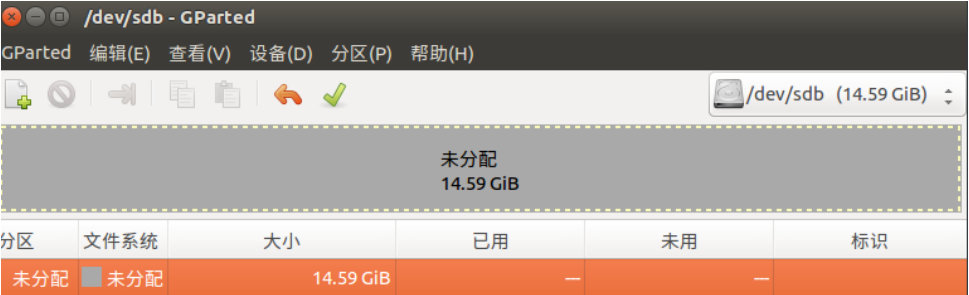 /dev/sdb - GParted
GParted 编辑(E) 查看(V) 设备(D) 分区(P) 帮助(H)
/dev/sdb (14.59 GiB)
未分配
14.59 GiB
分区 文件系统 大小 已用 未用 标识
未分配 未分配 14.59 GiB — —